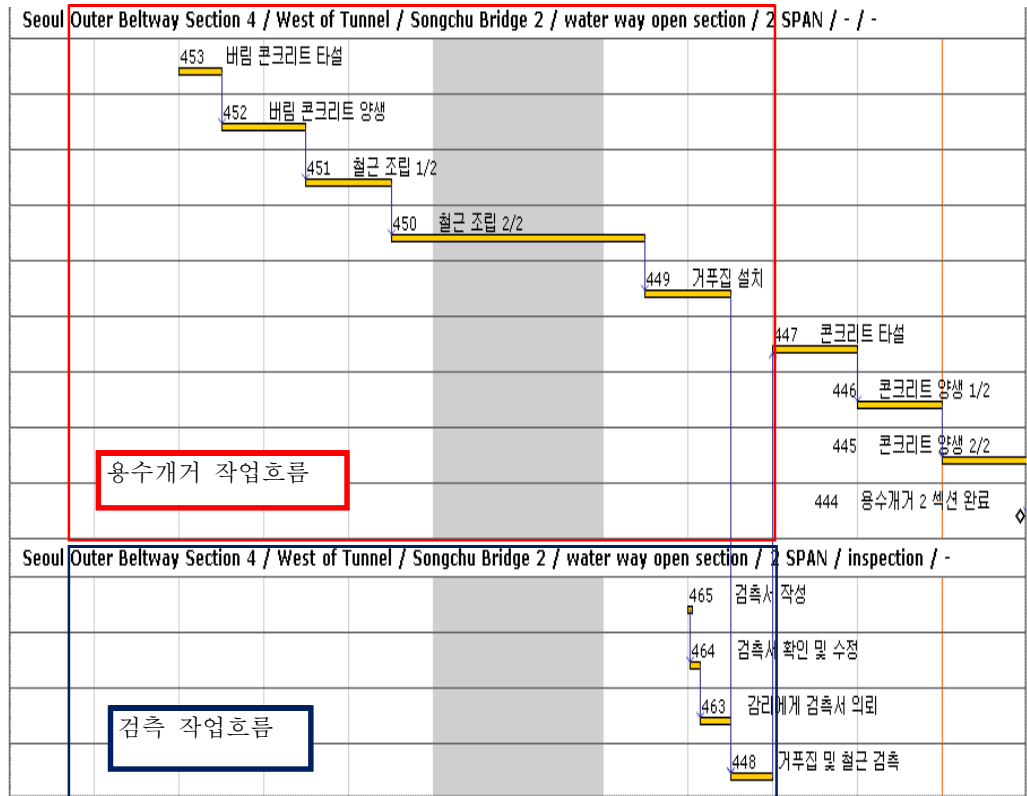 Seoul Outer Beltway Section 4 / West of Tunnel / Songchu Bridge 2 / water way open section / 2 SPAN / - / -
453 버림 콘크리트 타설
452 버림 콘크리트 양생
451 철근 조립 1/2
450 철근 조립 2/2
449 거푸집 설치
447 콘크리트 타설
446 콘크리트 양생 1/2
445 콘크리트 양생 2/2
용수개거 작업흐름
444 용수개거 2 섹션 완료
Seoul Outer Beltway Section 4 / West of Tunnel / Songchu Bridge 2 / water way open section / 2 SPAN / inspection / -
465 검측서 작성
464 검측서 확인 및 수정
463 감리에게 검측서 의뢰
검측 작업흐름
448 거푸집 및 철근 검측